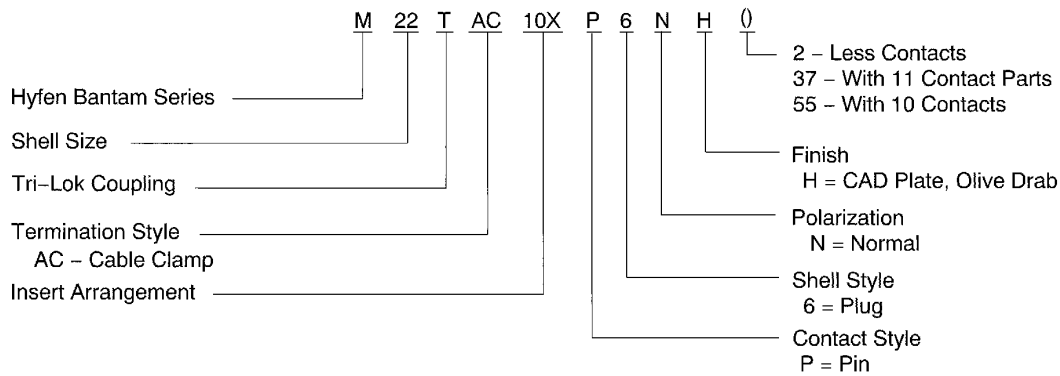 M 22 T AC 10X P 6 N H ()
Hyfen Bantam Series
Shell Size
Tri–Lok Coupling
Termination Style
AC – Cable Clamp
Insert Arrangement
2 – Less Contacts
37 – With 11 Contact Parts
55 – With 10 Contacts
Finish
H = CAD Plate, Olive Drab
Polarization
N = Normal
Shell Style
6 = Plug
Contact Style
P = Pin